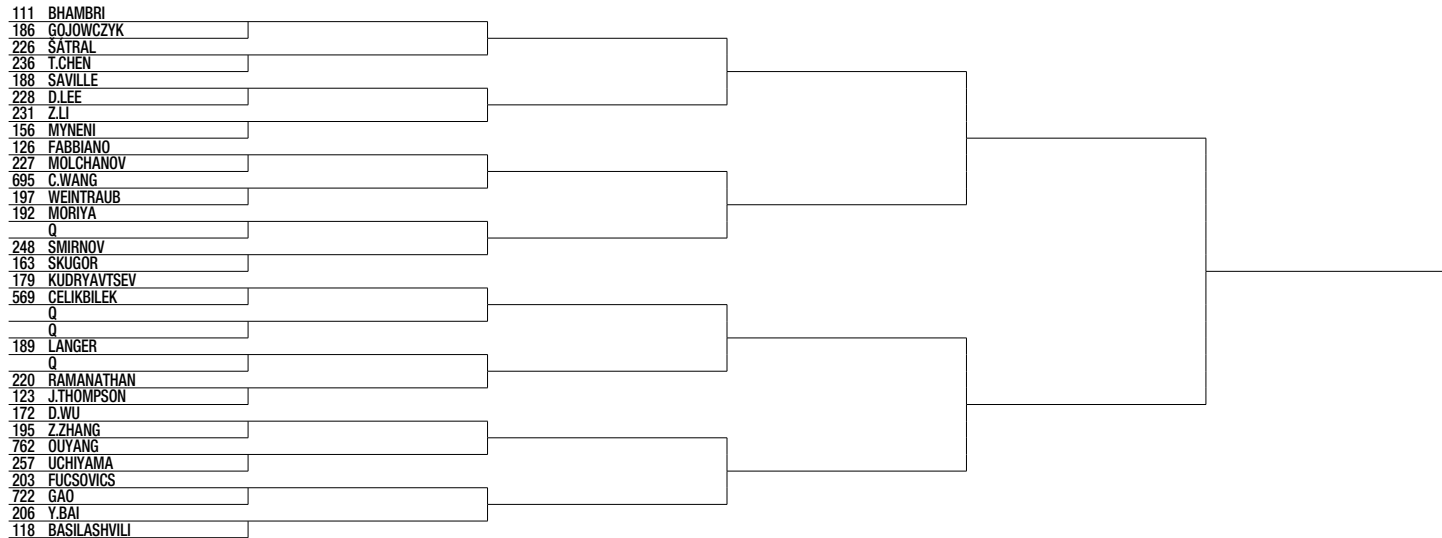 111 BHAMBRI
186 GOJOWCZYK
226 ŠÁTRAL
236 T.CHEN
188 SAVILLE
228 D.LEE
231 Z.LI
156 MYNENI
126 FABBIANO
227 MOLCHANOV
695 C.WANG
197 WEINTRAUB
192 MORIYA
Q
248 SMIRNOV
163 SKUGOR
179 KUDRYAVTSEV
569 CELIKBILEK
Q
Q
189 LANGER
Q
220 RAMANATHAN
123 J.THOMPSON
172 D.WU
195 Z.ZHANG
762 OUYANG
257 UCHIYAMA
203 FUCSOVICS
722 GAO
206 Y.BAI
118 BASILASHVILI